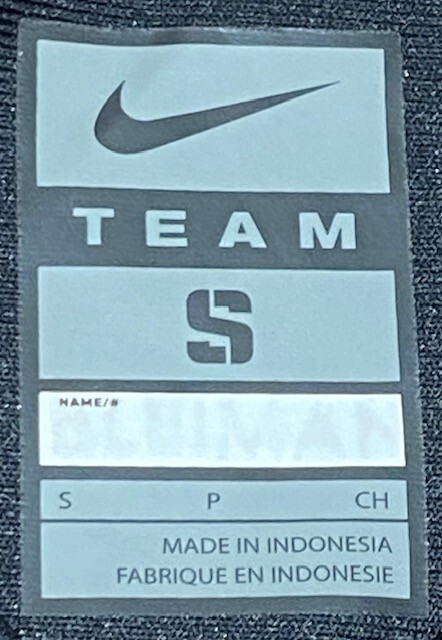 TEAM
S
NAME/#
S P CH
MADE IN INDONESIA
FABRIQUE EN INDONESIE